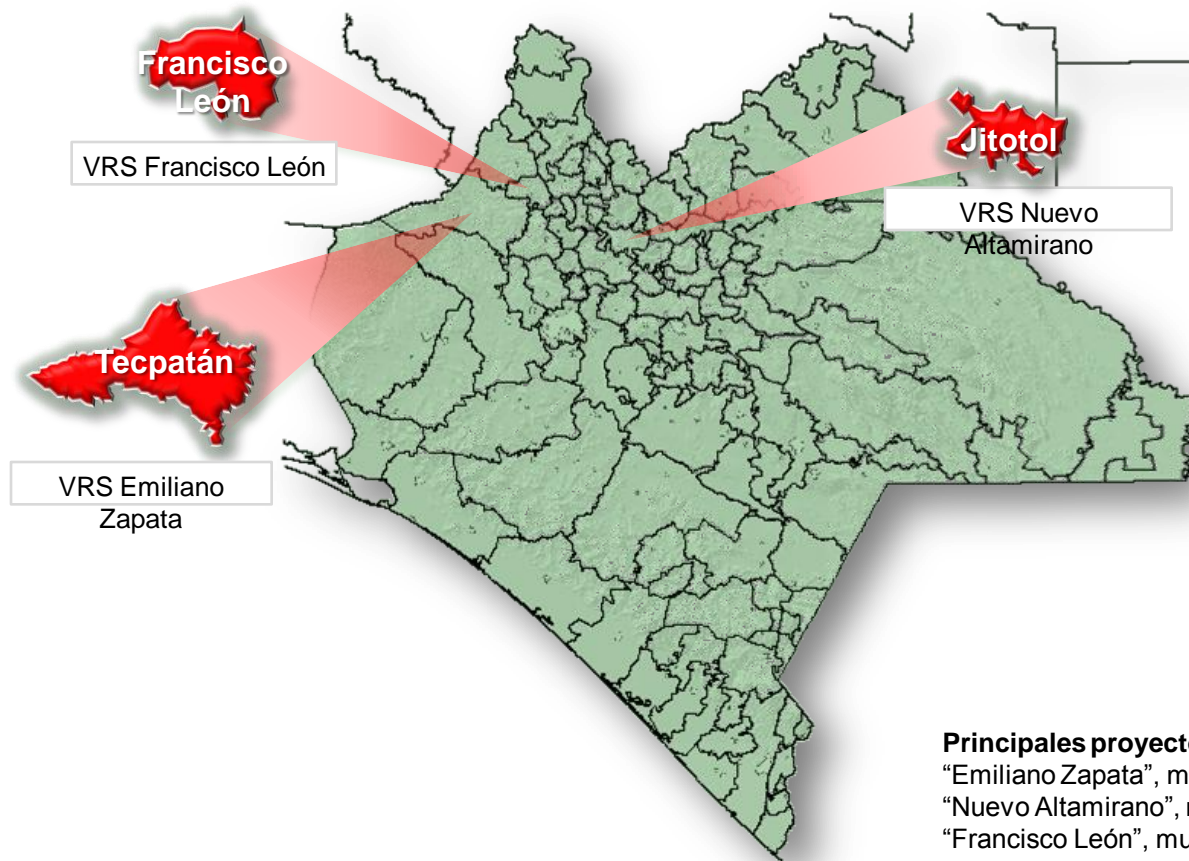 Francisco
León
VRS Francisco León
Jitotol
VRS Nuevo
Altamirano
Tecpatán
VRS Emiliano
Zapata
Principales
“Emiliano Zapata”,
“Nuevo Altamirano”,
“Francisco León”,